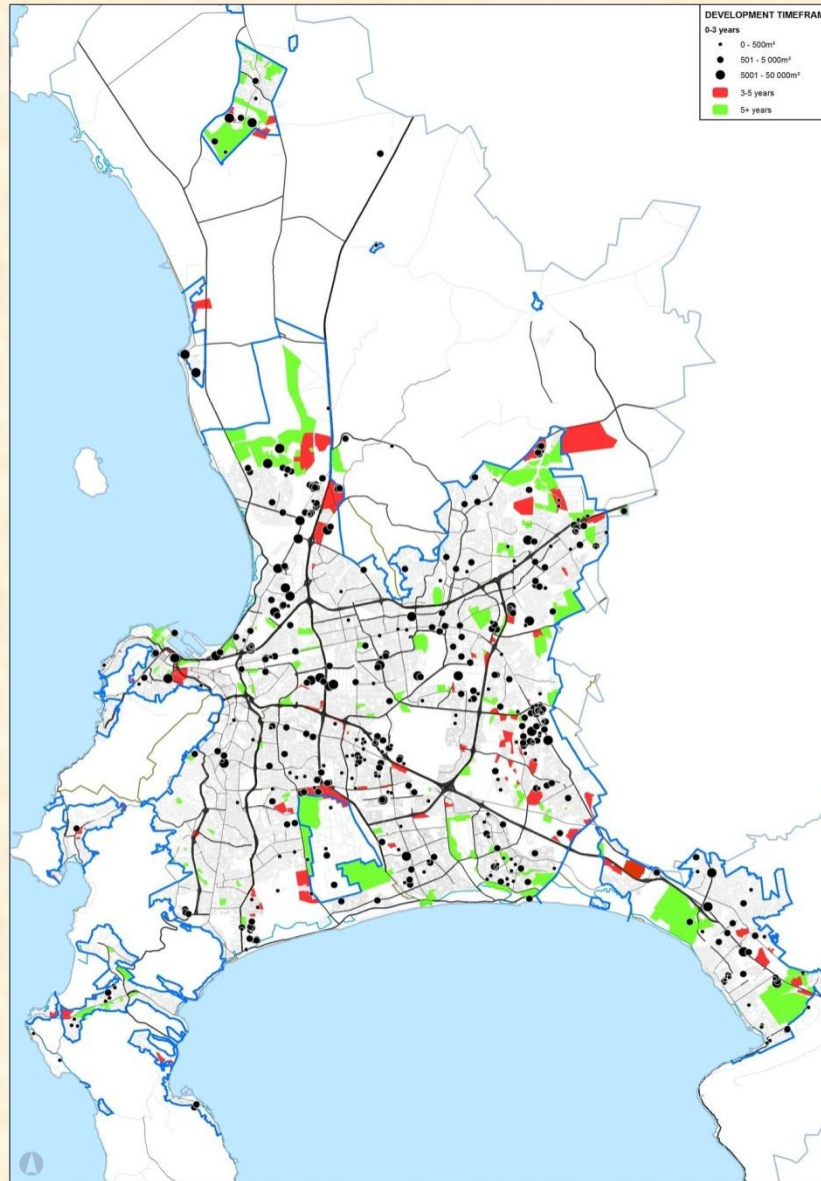 DEVELOPMENT TIMEFRAM
0-3 years
0 - 500m²
501 - 5 000m²
5001 - 50 000m²
3-5 years
5+ years